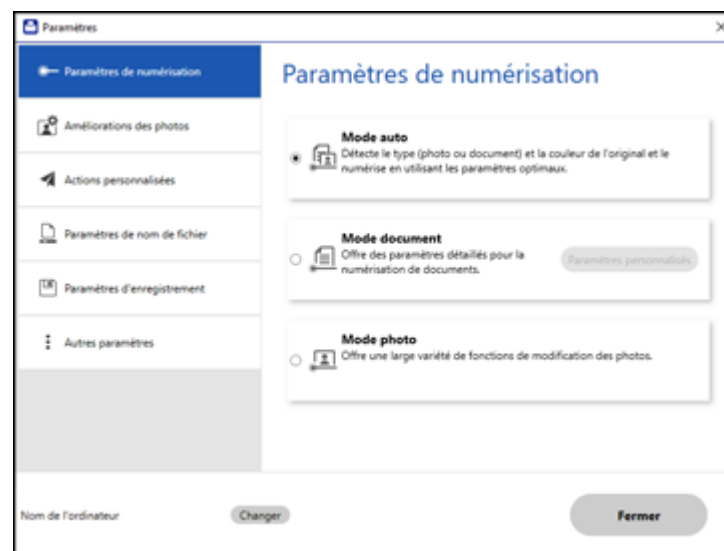 Paramètres
Paramètres de numérisation
Améliorations des photos
Actions personnalisées
Paramètres de nom de fichier
Paramètres d'enregistrement
Autres paramètres
Paramètres de numérisation
Mode auto
Détecte le type (photo ou document) et la couleur de l'original et le
numérise en utilisant les paramètres optimaux.
Mode document
Offre des paramètres détaillés pour la
numérisation de documents.
Paramètres personnalisés
Mode photo
Offre une large variété de fonctions de modification des photos.
Nom de l'ordinateur
Changer
Fermer